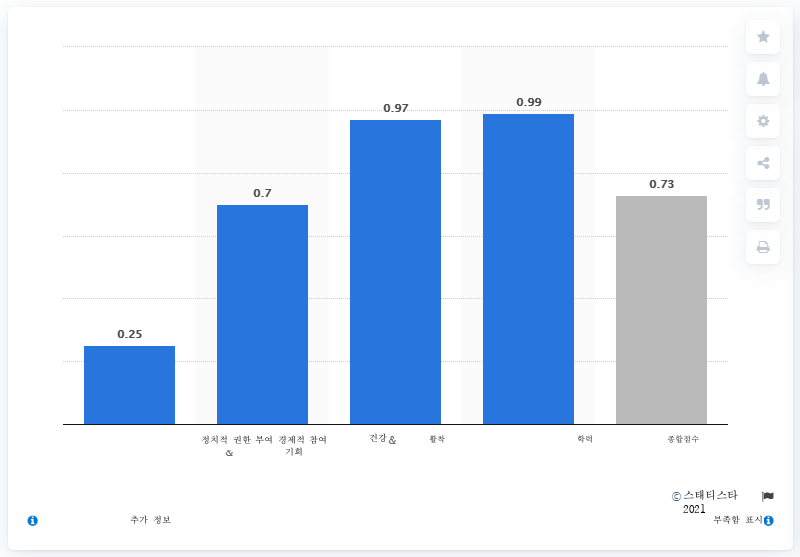 0.99
0.97
0.73
0.7
0.25
정치적 권한 부여 경제적 참여
& 기회
건강 & 활착
학력
종합점수
© 스태티스타
2021
추가 정보
부족함 표시